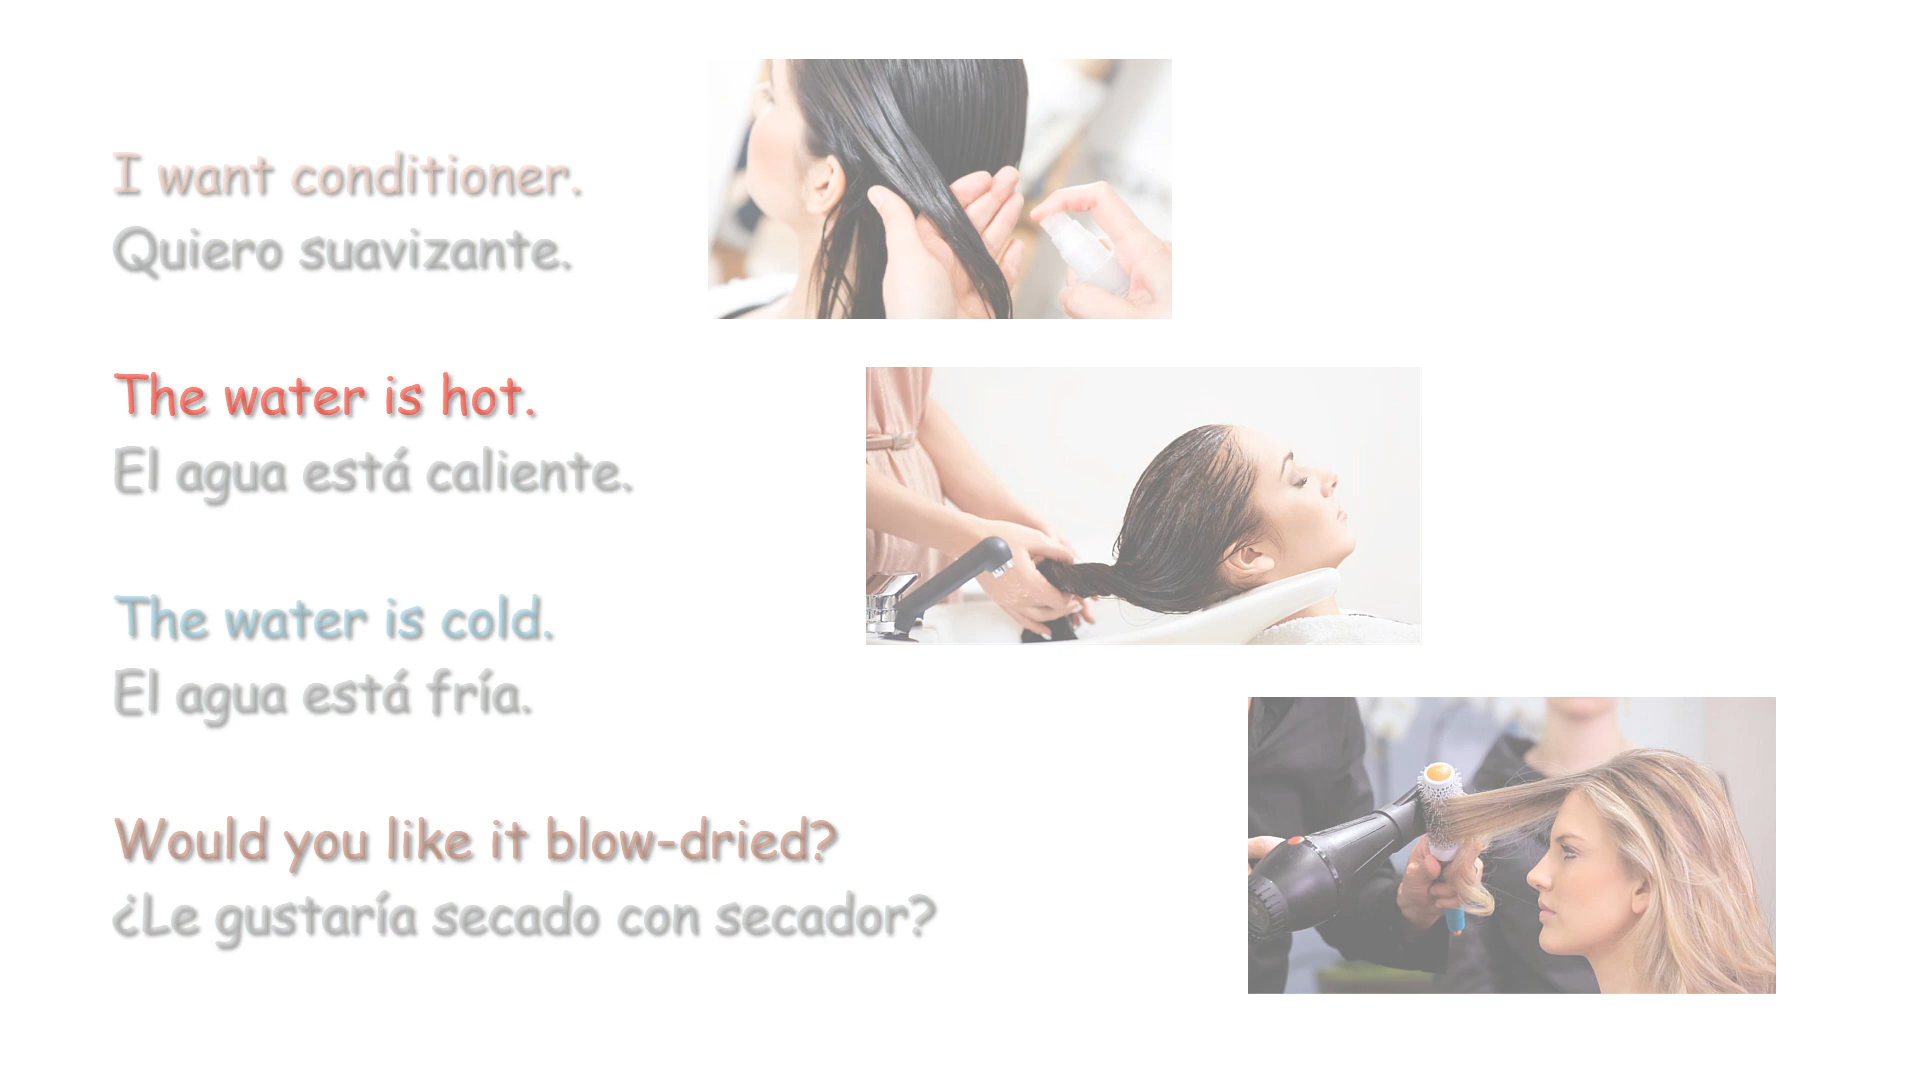 I want conditioner.
Quiero suavizante.
The water is hot.
El agua está caliente.
The water is cold.
El agua está fría.
Would you like it blow-dried?
¿Le gustaría secado con secador?